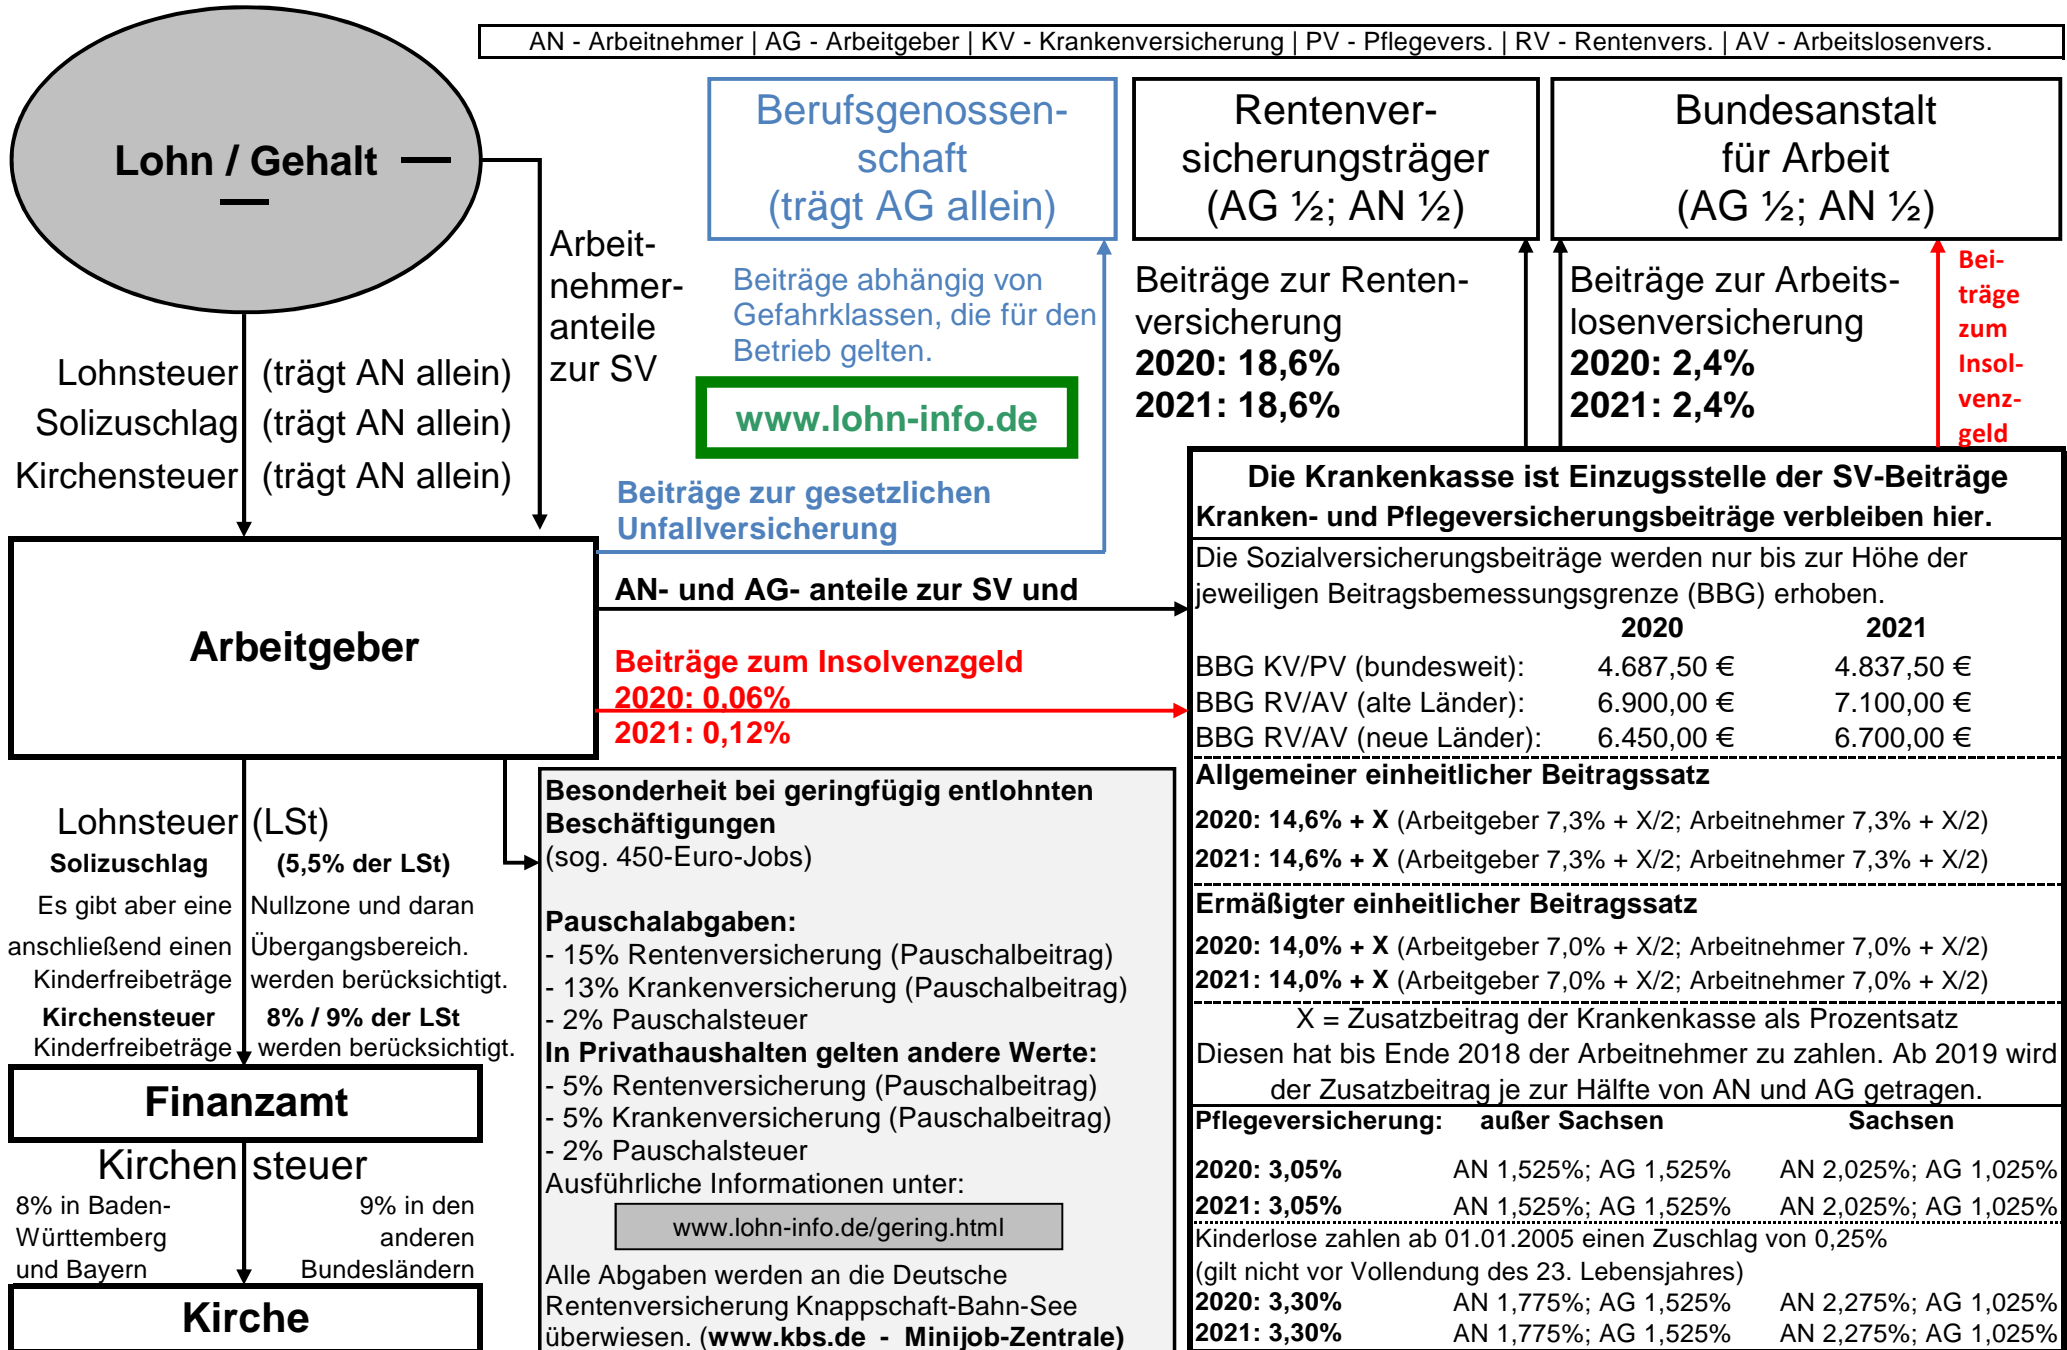 AN - Arbeitnehmer | AG - Arbeitgeber | KV - Krankenversicherung | PV - Pflegevers. | RV - Rentenvers. | AV - Arbeitslosenvers.
Lohn / Gehalt
Arbeit-
nehmer-
anteile
zur SV
Lohnsteuer (trägt AN allein)
Solizuschlag (trägt AN allein)
Kirchensteuer (trägt AN allein)
Berufsgenossen-
schaft
(trägt AG allein)
Beiträge abhängig von
Gefahrklassen, die für den
Betrieb gelten.
www.lohn-info.de
Beiträge zur gesetzlichen
Unfallversicherung
Rentenver-
sicherungsträger
(AG ½; AN ½)
Beiträge zur Renten-
versicherung
2020: 18,6%
2021: 18,6%
Bundesanstalt
für Arbeit
(AG ½; AN ½)
Beiträge zur Arbeits-
losenversicherung
2020: 2,4%
2021: 2,4%
Bei-
träge
zum
Insol-
venz-
geld
Arbeitgeber
AN- und AG- anteile zur SV und
Beiträge zum Insolvenzgeld
2020: 0,06%
2021: 0,12%
Lohnsteuer (LSt)
Solizuschlag (5,5% der LSt)
Es gibt aber eine Nullzone und daran
anschließend einen Übergangsbereich.
Kinderfreibeträge werden berücksichtigt.
Kirchensteuer 8% / 9% der LSt
Kinderfreibeträge werden berücksichtigt.
Finanzamt
Kirchen steuer
8% in Baden-
Württemberg
und Bayern
9% in den
anderen
Bundesländern
Kirche
Besonderheit bei geringfügig entlohnten
Beschäftigungen
(sog. 450-Euro-Jobs)
Pauschalabgaben:
- 15% Rentenversicherung (Pauschalbeitrag)
- 13% Krankenversicherung (Pauschalbeitrag)
- 2% Pauschalsteuer
In Privathaushalten gelten andere Werte:
- 5% Rentenversicherung (Pauschalbeitrag)
- 5% Krankenversicherung (Pauschalbeitrag)
- 2% Pauschalsteuer
Ausführliche Informationen unter:
www.lohn-info.de/gering.html
Alle Abgaben werden an die Deutsche
Rentenversicherung Knappschaft-Bahn-See
überwiesen. (www.kbs.de - Minijob-Zentrale)
Die Krankenkasse ist Einzugsstelle der SV-Beiträge
Kranken- und Pflegeversicherungsbeiträge verbleiben hier.
Die Sozialversicherungsbeiträge werden nur bis zur Höhe der
jeweiligen Beitragsbemessungsgrenze (BBG) erhoben.
2020 2021
BBG KV/PV (bundesweit): 4.687,50 € 4.837,50 €
BBG RV/AV (alte Länder): 6.900,00 € 7.100,00 €
BBG RV/AV (neue Länder): 6.450,00 € 6.700,00 €
Allgemeiner einheitlicher Beitragssatz
2020: 14,6% + X (Arbeitgeber 7,3% + X/2; Arbeitnehmer 7,3% + X/2)
2021: 14,6% + X (Arbeitgeber 7,3% + X/2; Arbeitnehmer 7,3% + X/2)
Ermäßigter einheitlicher Beitragssatz
2020: 14,0% + X (Arbeitgeber 7,0% + X/2; Arbeitnehmer 7,0% + X/2)
2021: 14,0% + X (Arbeitgeber 7,0% + X/2; Arbeitnehmer 7,0% + X/2)
X = Zusatzbeitrag der Krankenkasse als Prozentsatz
Diesen hat bis Ende 2018 der Arbeitnehmer zu zahlen. Ab 2019 wird
der Zusatzbeitrag je zur Hälfte von AN und AG getragen.
Pflegeversicherung: außer Sachsen Sachsen
2020: 3,05% AN 1,525%; AG 1,525% AN 2,025%; AG 1,025%
2021: 3,05% AN 1,525%; AG 1,525% AN 2,025%; AG 1,025%
Kinderlose zahlen ab 01.01.2005 einen Zuschlag von 0,25%
(gilt nicht vor Vollendung des 23. Lebensjahres)
2020: 3,30% AN 1,775%; AG 1,525% AN 2,275%; AG 1,025%
2021: 3,30% AN 1,775%; AG 1,525% AN 2,275%; AG 1,025%